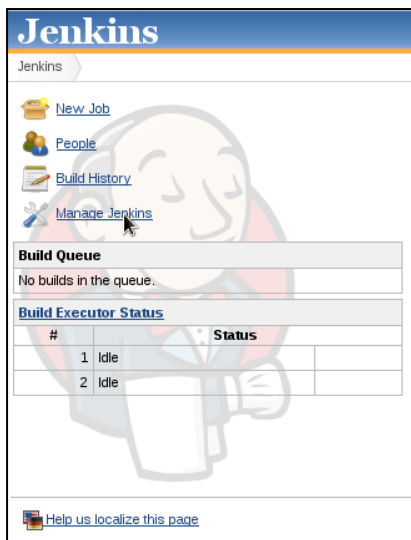 Jenkins
Jenkins
New Job
People
Build History
Manage Jenkins
Build Queue
No builds in the queue.
Build Executor Status
# Status
1 Idle
2 Idle
Help us localize this page